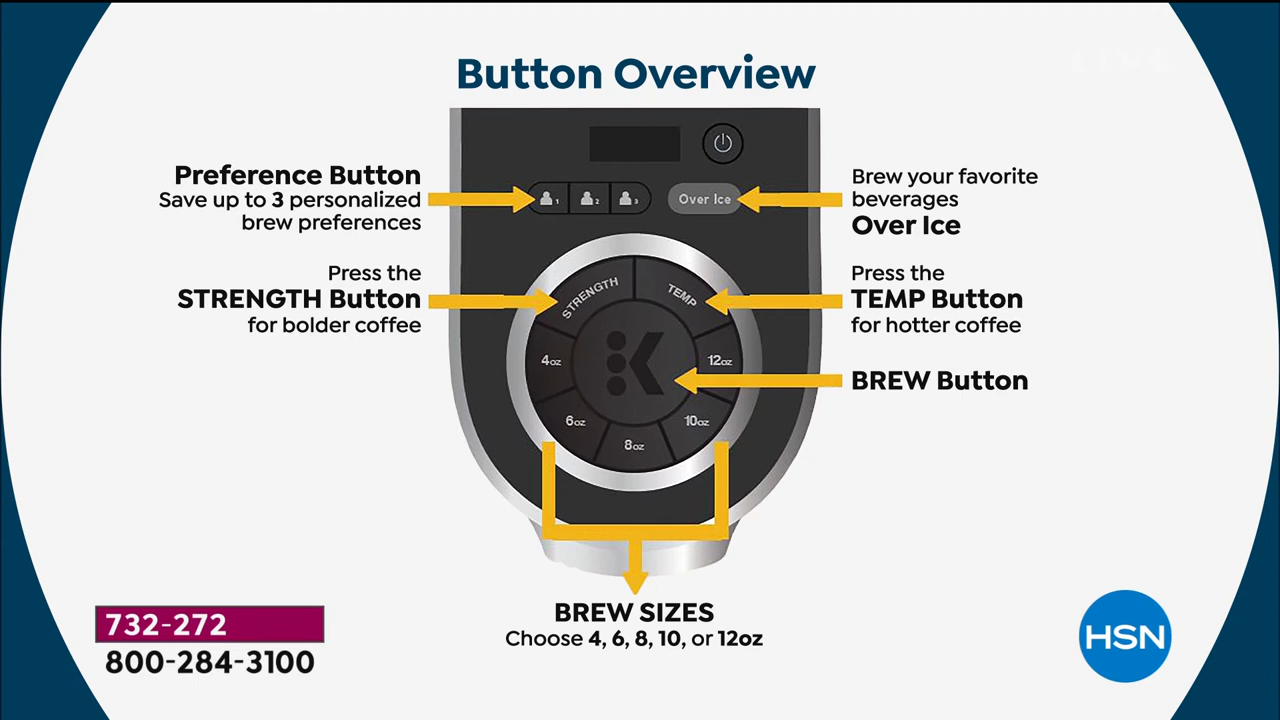 Button Overview
Preference Button
Save up to 3 personalized
brew preferences
1
2
3
Over Ice
Brew your favorite
beverages
Over Ice
Press the
STRENGTH Button
for bolder coffee
STRENGTH
TEMP
Press the
TEMP Button
for hotter coffee
4oz
12oz
K
BREW Button
6oz
10oz
8oz
BREW SIZES
Choose 4, 6, 8, 10, or 12oz
732-272
800-284-3100
HSN